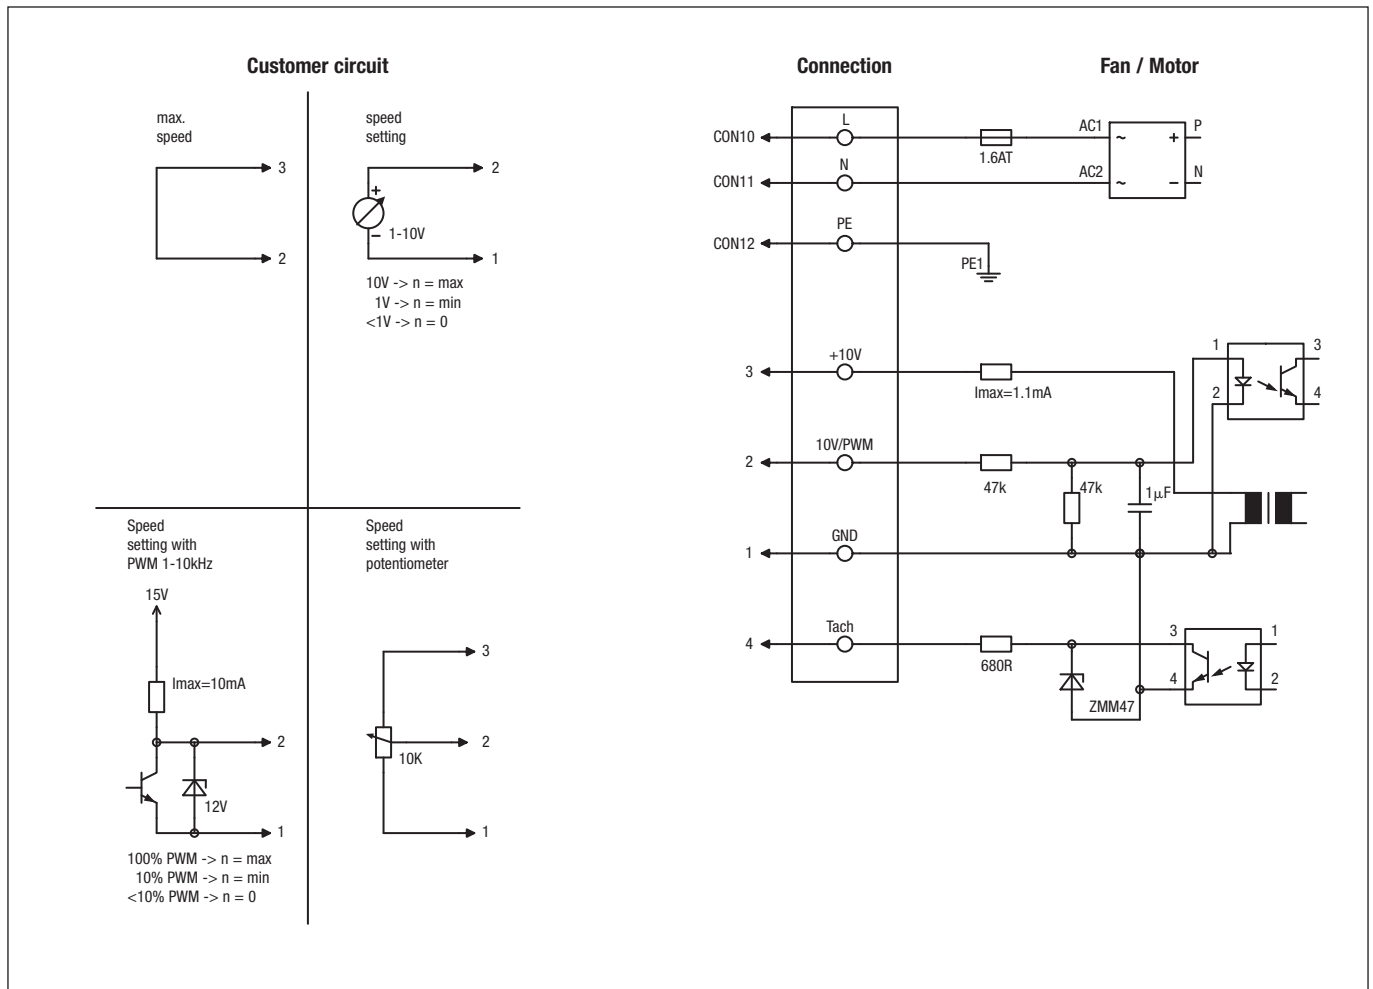 Customer circuit
max.
speed
3
2
speed
setting
2
+
1-10V
−
1
10V -> n = max
1V -> n = min
<1V -> n = 0
Speed
setting with
PWM 1-10kHz
15V
Imax=10mA
2
12V
1
100% PWM -> n = max
10% PWM -> n = min
<10% PWM -> n = 0
Speed
setting with
potentiometer
3
2
10K
1
Connection
Fan / Motor
CON10
L
1.6AT
AC1
~
+
P
CON11
N
AC2
~
−
N
CON12
PE
PE1
3
+10V
Imax=1.1mA
1
3
2
4
2
10V/PWM
47k
47k
1µF
1
GND
4
Tach
680R
ZMM47
3
1
4
2